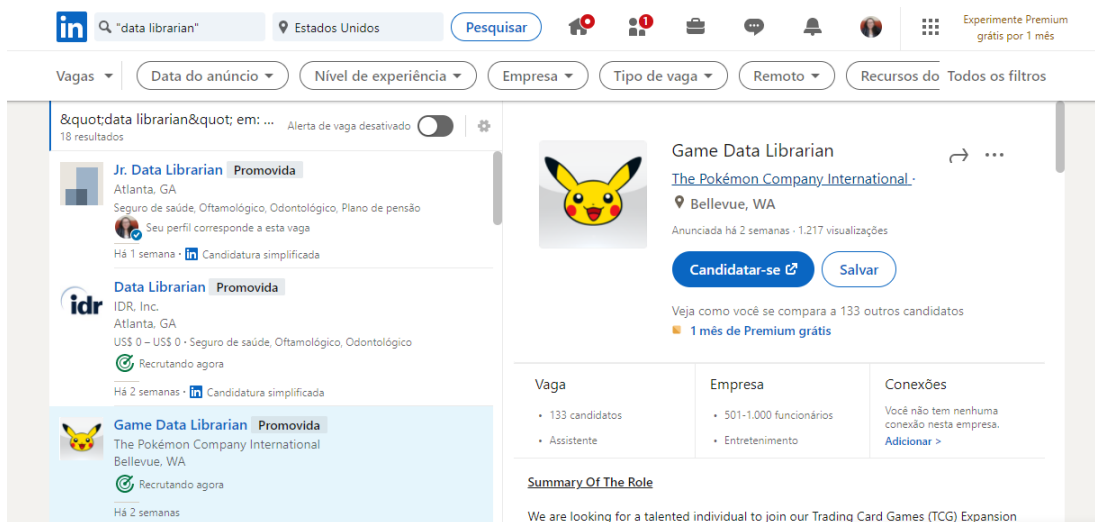 in
"data librarian"
Estados Unidos
Pesquisar
1
Experimente Premium
grátis por 1 mês
Vagas
Data do anúncio
Nível de experiência
Empresa
Tipo de vaga
Remoto
Recursos do
Todos os filtros
&quot;data librarian&quot; em: ...
18 resultados
Alerta de vaga desativado
Jr. Data Librarian Promovida
Atlanta, GA
Seguro de saúde, Oftamológico, Odontológico, Plano de pensão
Seu perfil corresponde a esta vaga
Há 1 semana · in Candidatura simplificada
idr
Data Librarian Promovida
IDR, Inc.
Atlanta, GA
US$ 0 – US$ 0 · Seguro de saúde, Oftamológico, Odontológico
Recrutando agora
Há 2 semanas · in Candidatura simplificada
Game Data Librarian Promovida
The Pokémon Company International
Bellevue, WA
Recrutando agora
Há 2 semanas
Game Data Librarian
The Pokémon Company International ·
Bellevue, WA
Anunciada há 2 semanas · 1.217 visualizações
Candidatar-se
Salvar
Veja como você se compara a 133 outros candidatos
1 mês de Premium grátis
Vaga
• 133 candidatos
• Assistente
Empresa
• 501-1.000 funcionários
• Entretenimento
Conexões
Você não tem nenhuma
conexão nesta empresa.
Adicionar >
Summary Of The Role
We are looking for a talented individual to join our Trading Card Games (TCG) Expansion